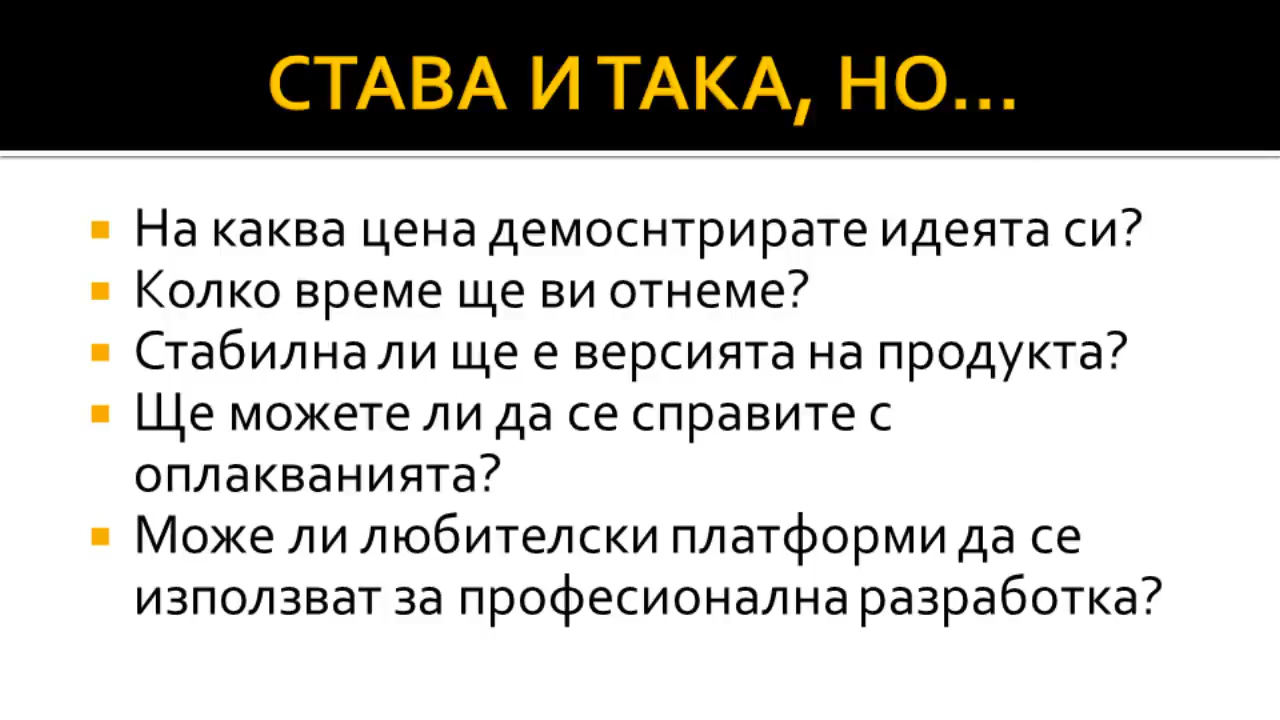 СТАВА И ТАКА, НО...
На каква цена демоснтрирате идеята си?
Колко време ще ви отнеме?
Стабилна ли ще е версията на продукта?
Ще можете ли да се справите с
оплакванията?
Може ли любителски платформи да се
използват за професионална разработка?